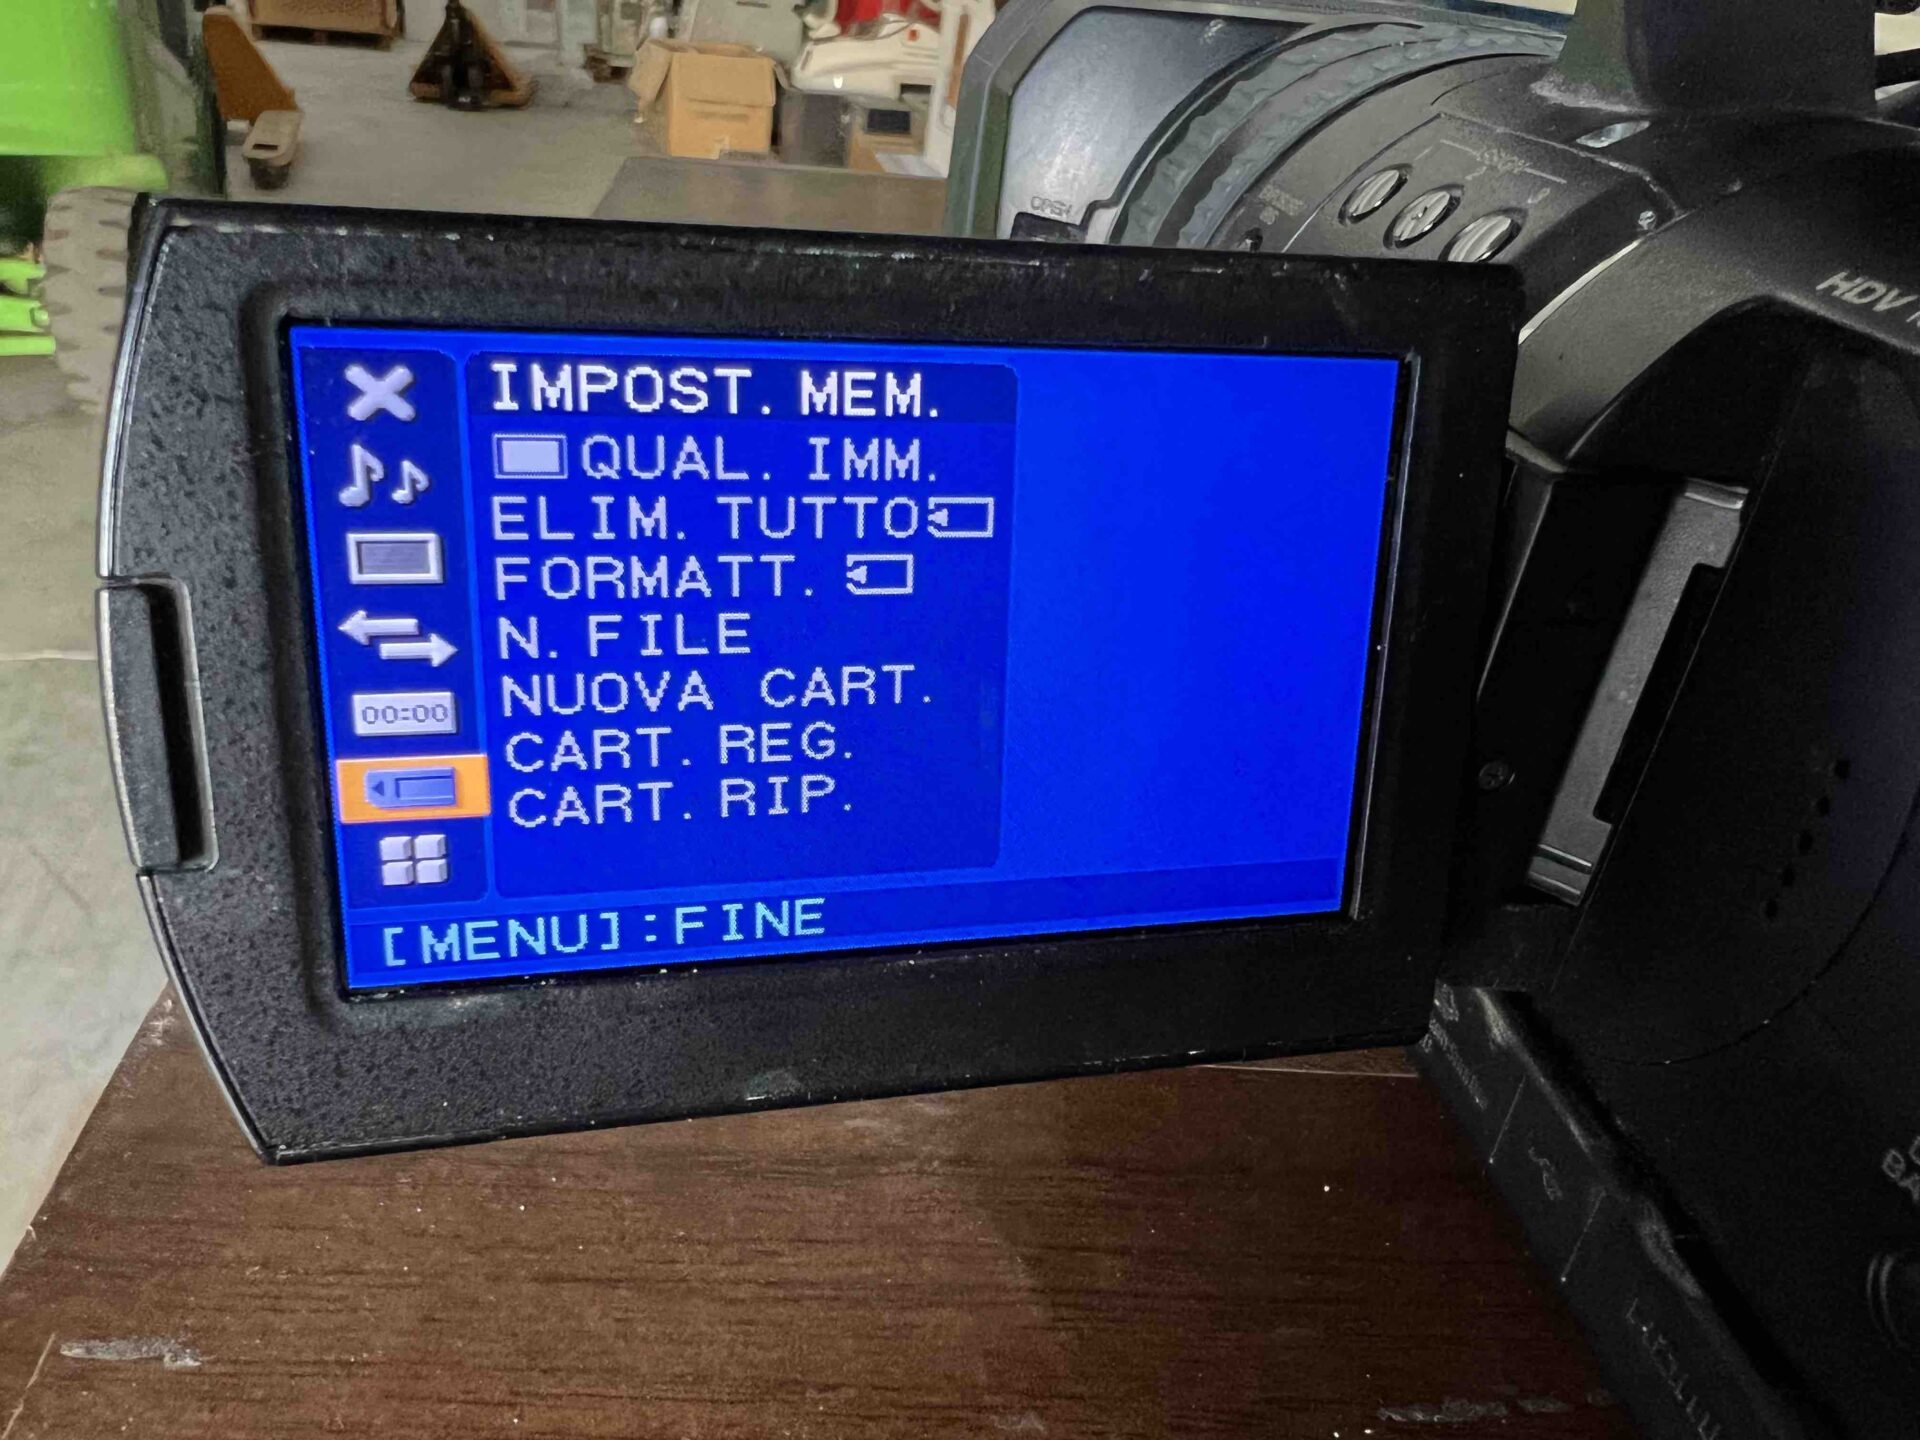 IMPOST. MEM.
QUAL. IMM.
ELIM. TUTTO
FORMATT.
N. FILE
NUOVA CART.
CART. REG.
CART. RIP.
00:00
[MENU]:FINE
OPEN
HDV